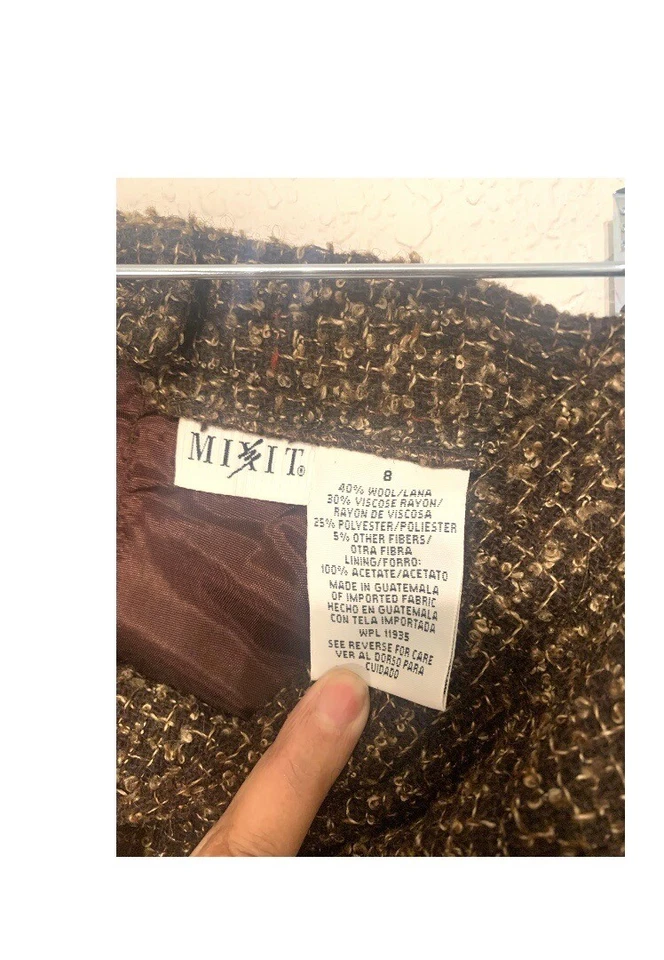 MIXIT®
8
40% WOOL/LANA
30% VISCOSE RAYON/
RAYON DE VISCOSA
25% POLYESTER/POLIESTER
5% OTHER FIBERS/
OTRA FIBRA
LINING/FORRO:
100% ACETATE/ACETATO
MADE IN GUATEMALA
OF IMPORTED FABRIC
HECHO EN GUATEMALA
CON TELA IMPORTADA
WPL 11935
SEE REVERSE FOR CARE
VER AL DORSO PARA
CUIDADO